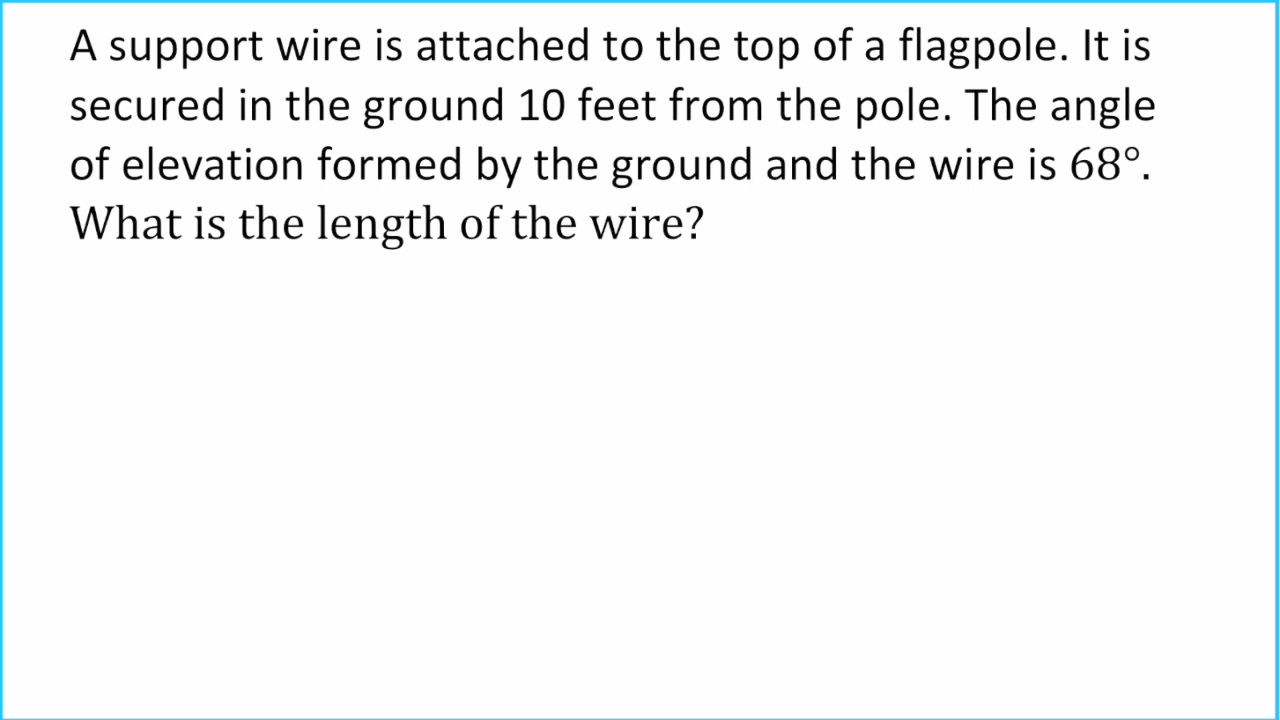 A support wire is attached to the top of a flagpole. It is
secured in the ground 10 feet from the pole. The angle
of elevation formed by the ground and the wire is 68°.
What is the length of the wire?